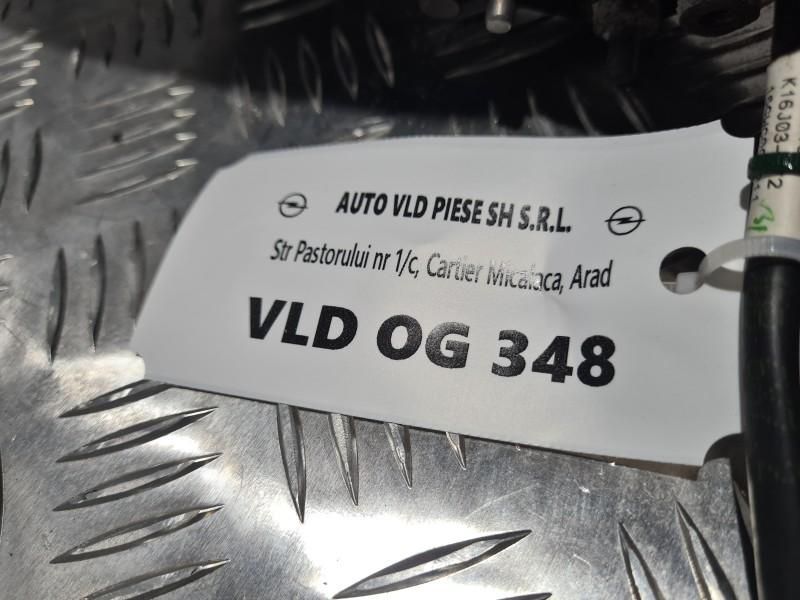 AUTO VLD PIESE SH S.R.L.
Str Pastorului nr 1/c, Cartier Micalaca, Arad
VLD OG 348